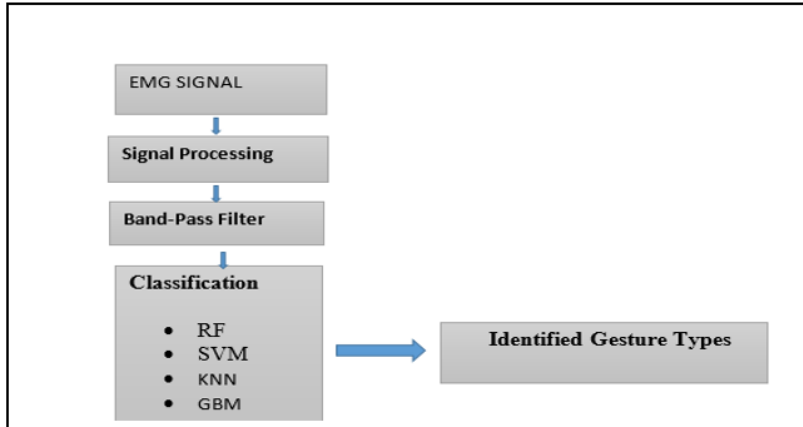 EMG SIGNAL
Signal Processing
Band-Pass Filter
Classification
• RF
• SVM
• KNN
• GBM
Identified Gesture Types